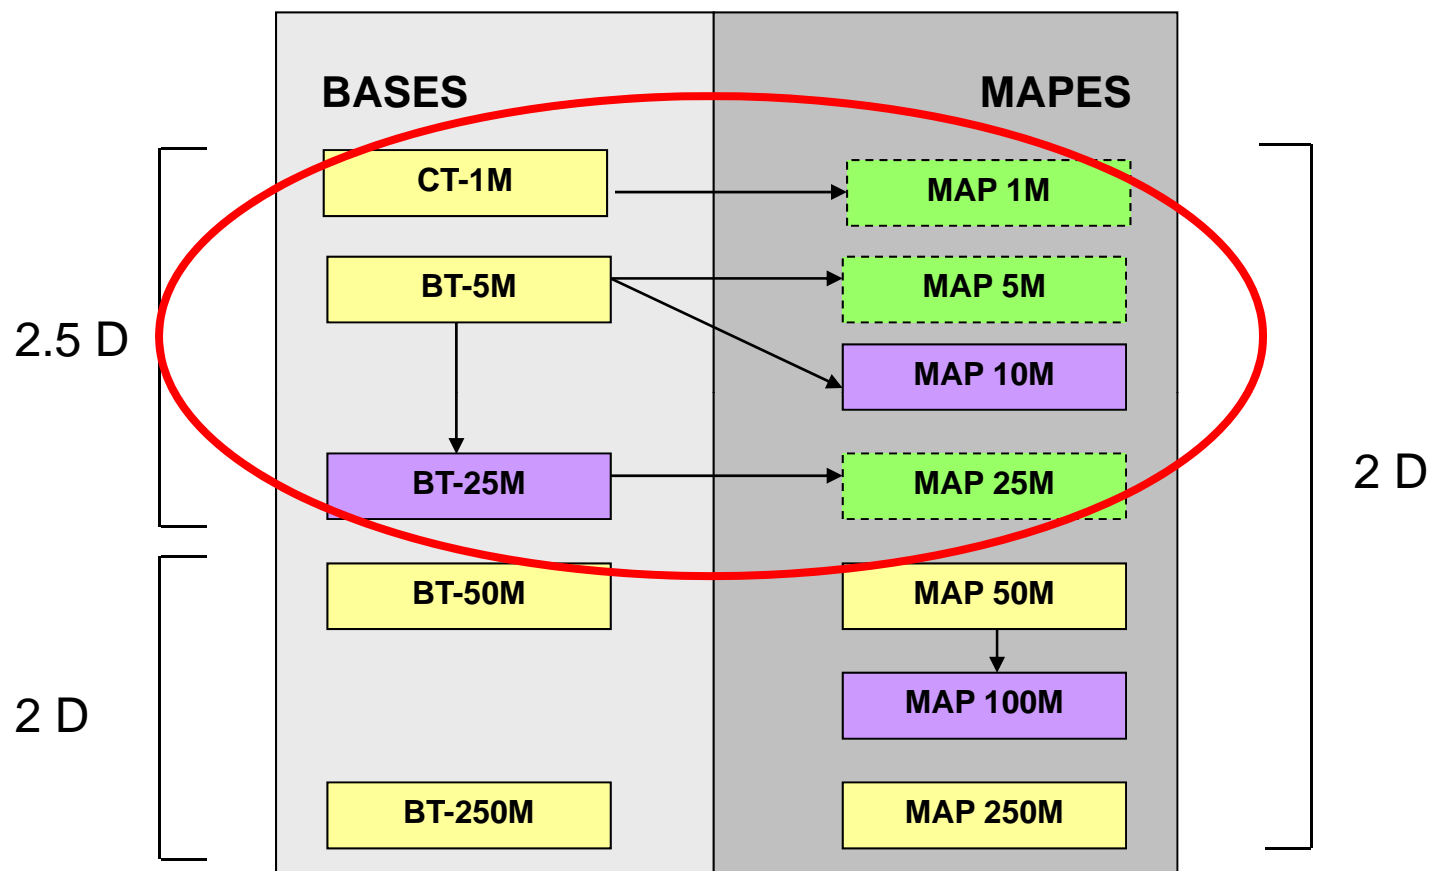 BASES
MAPES
CT-1M
MAP 1M
BT-5M
MAP 5M
2.5 D
MAP 10M
BT-25M
MAP 25M
2 D
BT-50M
MAP 50M
2 D
MAP 100M
BT-250M
MAP 250M